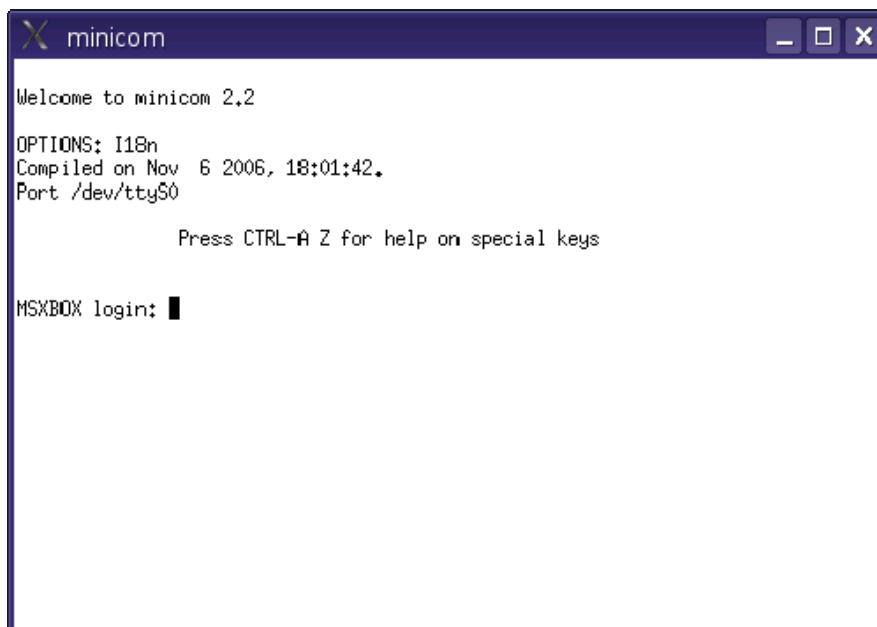 minicom
Welcome to minicom 2.2
OPTIONS: I18n
Compiled on Nov  6 2006, 18:01:42.
Port /dev/ttyS0
Press CTRL-A Z for help on special keys
MSXBOX login: